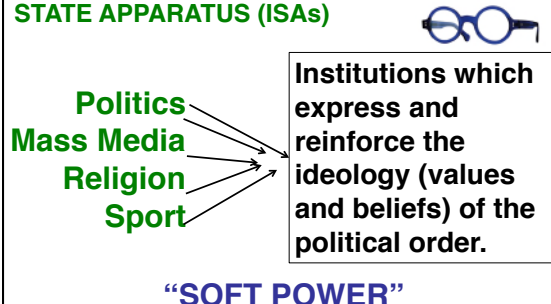 STATE APPARATUS (ISAs)
Politics
Mass Media
Religion
Sport
Institutions which
express and
reinforce the
ideology (values
and beliefs) of the
political order.
“SOFT POWER”